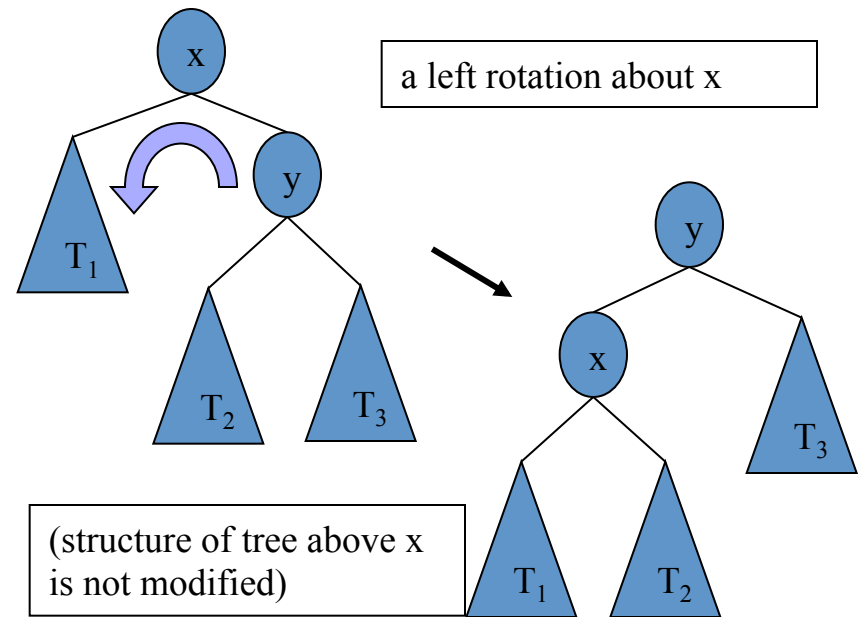 x
a left rotation about x
y
T₁
y
x
T₂
T₃
T₃
(structure of tree above x
is not modified)
T₁
T₂